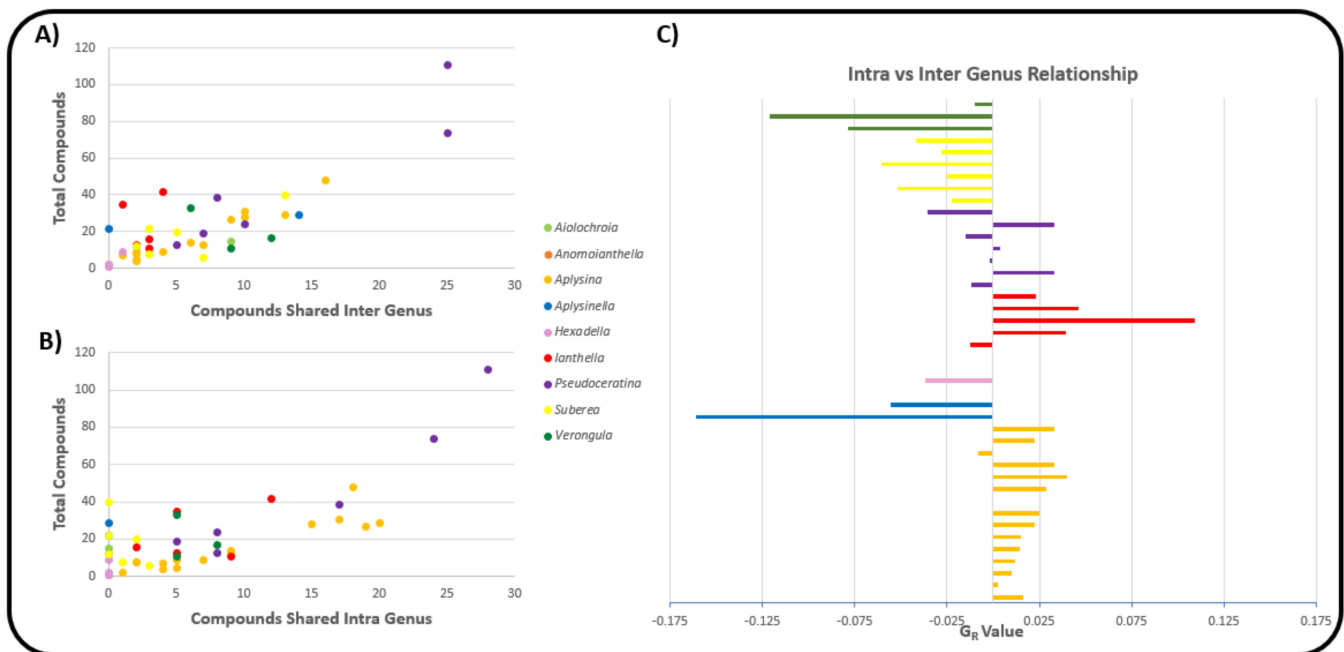 A)
120
100
80
60
40
20
0
Total Compounds
0 5 10 15 20 25 30
Compounds Shared Inter Genus
B)
120
100
80
60
40
20
0
Total Compounds
0 5 10 15 20 25 30
Compounds Shared Intra Genus
Aiolochroia
Anomoianthella
Aplysina
Aplysinella
Hexadella
Ianthella
Pseudoceratina
Suberea
Verongula
C)
Intra vs Inter Genus Relationship
-0.175 -0.125 -0.075 -0.025 0.025 0.075 0.125 0.175
GR Value